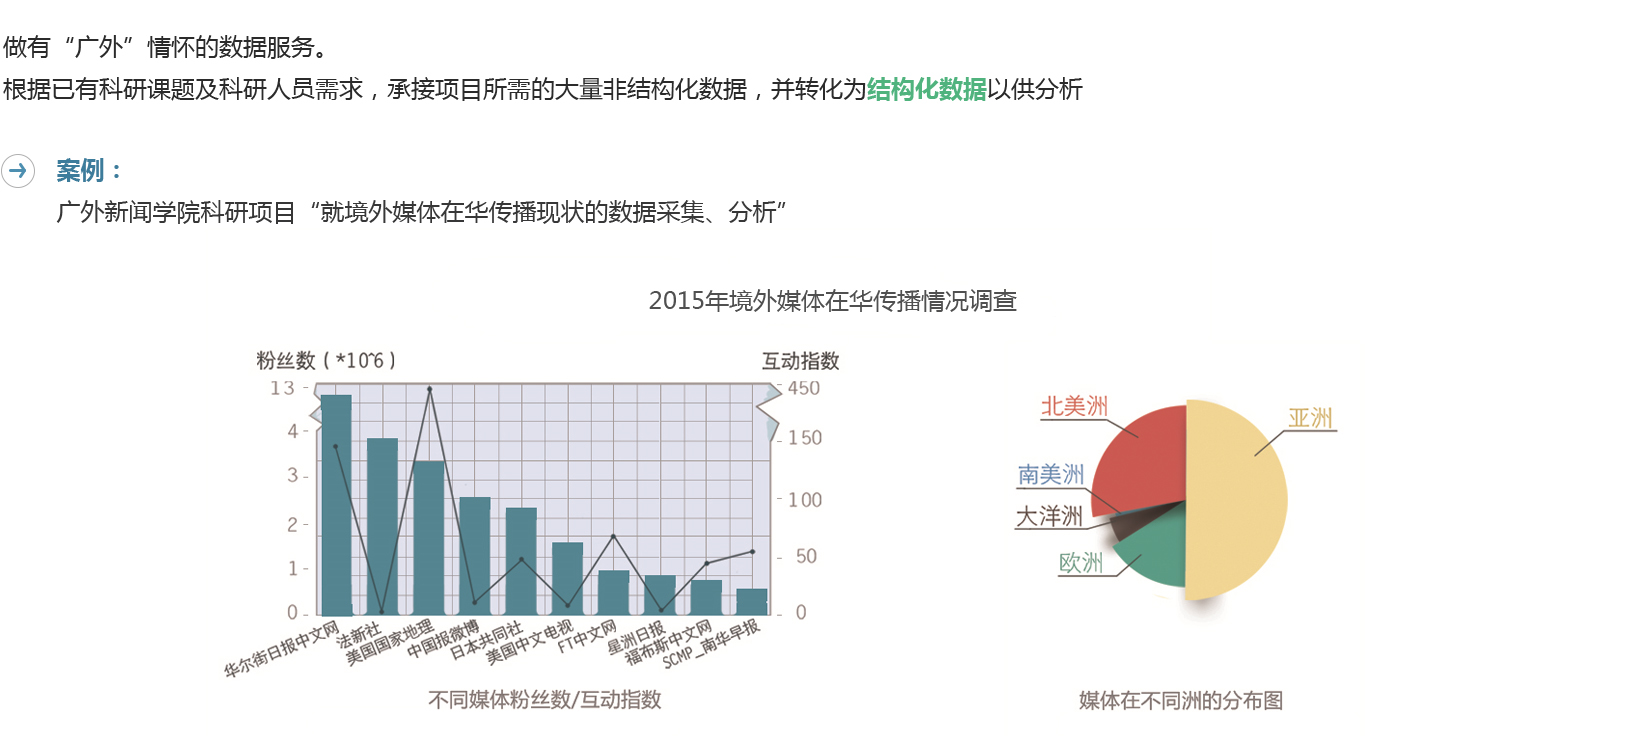 做有“广外”情怀的数据服务。
根据已有科研课题及科研人员需求，承接项目所需的大量非结构化数据，并转化为结构化数据以供分析
案例：
广外新闻学院科研项目“就境外媒体在华传播现状的数据采集、分析”
2015年境外媒体在华传播情况调查
粉丝数（*10^6）
互动指数
13
4
3
2
1
0
450
150
100
50
0
华尔街日报中文网
法新社
美国国家地理
中国报微博
日本共同社
美国中文电视
FT中文网
星洲日报
福布斯中文网
SCMP_南华早报
不同媒体粉丝数/互动指数
北美洲
亚洲
南美洲
大洋洲
欧洲
媒体在不同洲的分布图